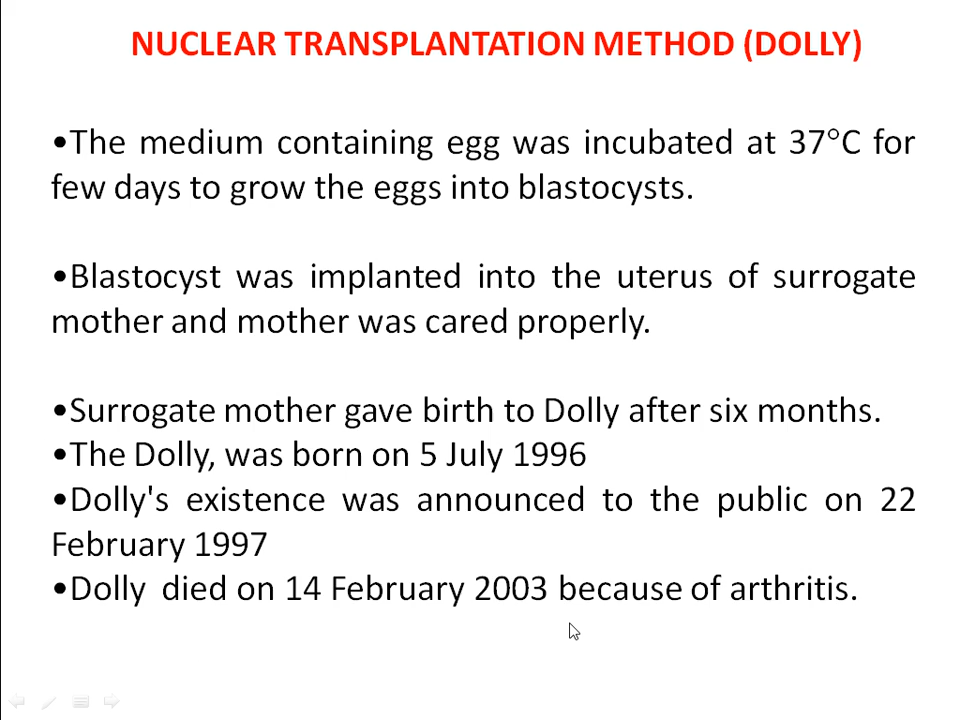 NUCLEAR TRANSPLANTATION METHOD (DOLLY)
•The medium containing egg was incubated at 37°C for
few days to grow the eggs into blastocysts.
•Blastocyst was implanted into the uterus of surrogate
mother and mother was cared properly.
•Surrogate mother gave birth to Dolly after six months.
•The Dolly, was born on 5 July 1996
•Dolly's existence was announced to the public on 22
February 1997
•Dolly  died on 14 February 2003 because of arthritis.